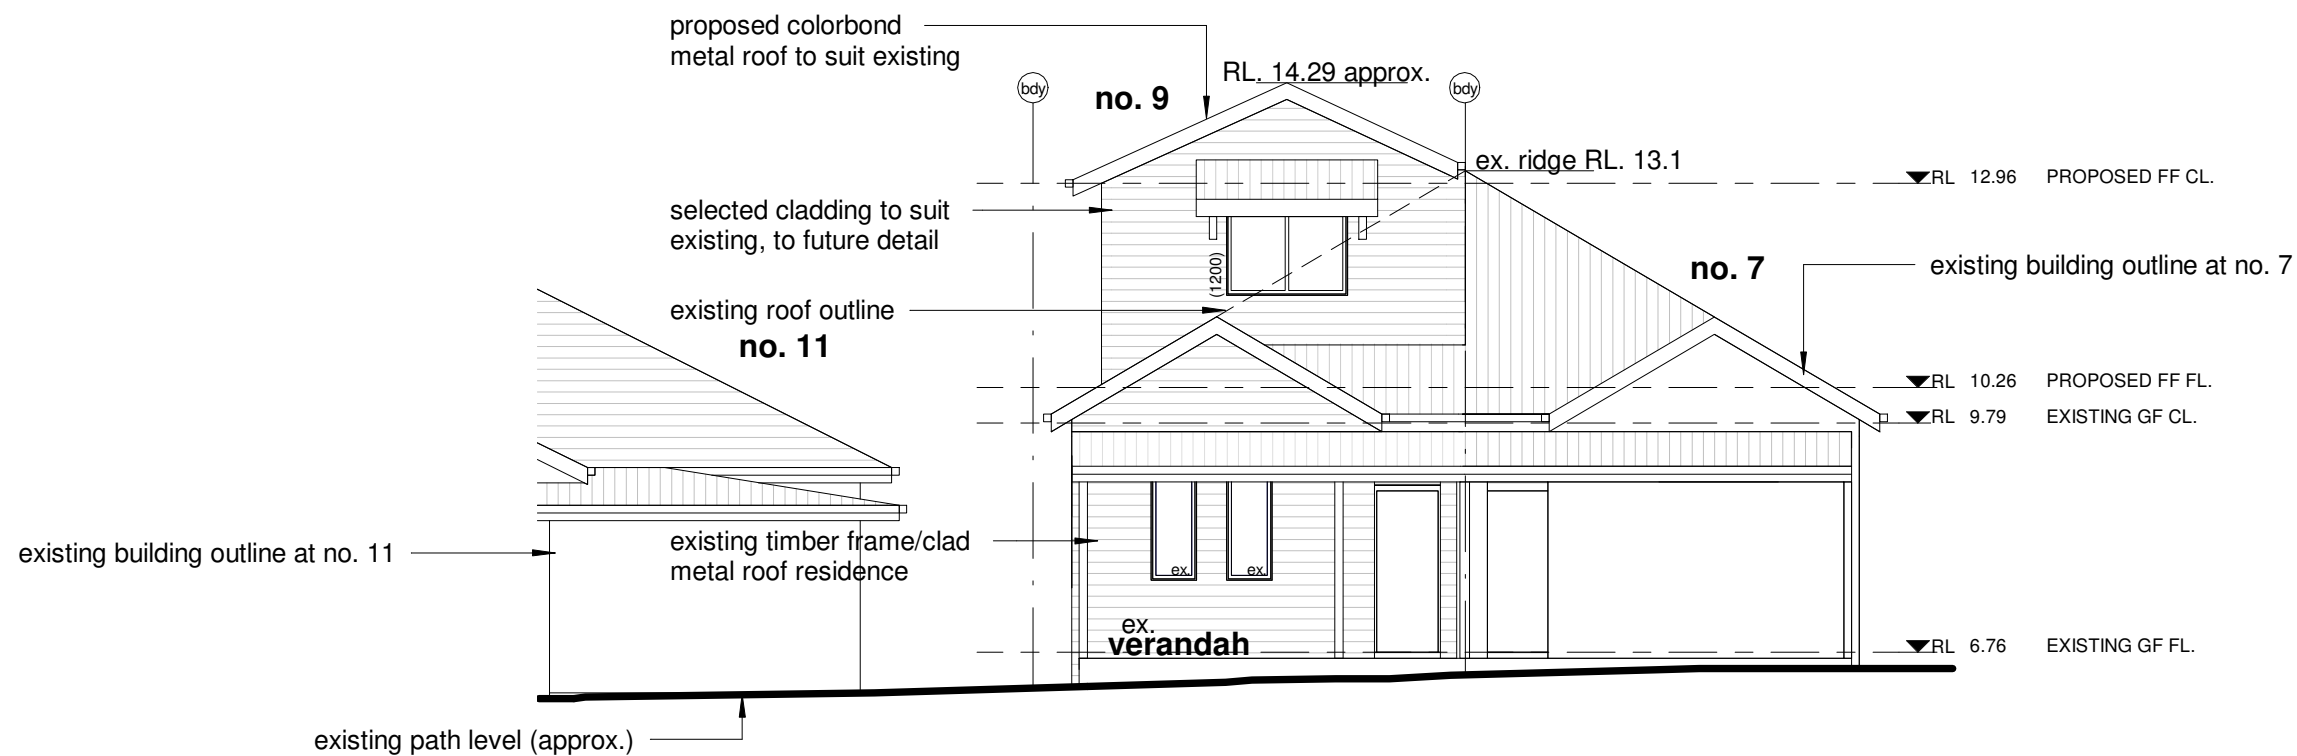 proposed colorbond
metal roof to suit existing
RL. 14.29 approx.
bdy
no. 9
bdy
ex. ridge RL. 13.1
RL 12.96 PROPOSED FF CL.
selected cladding to suit
existing, to future detail
(1200)
no. 7
existing building outline at no. 7
existing roof outline
no. 11
RL 10.26 PROPOSED FF FL.
RL 9.79 EXISTING GF CL.
existing building outline at no. 11
existing timber frame/clad
metal roof residence
ex.
ex.
ex.
verandah
RL 6.76 EXISTING GF FL.
existing path level (approx.)